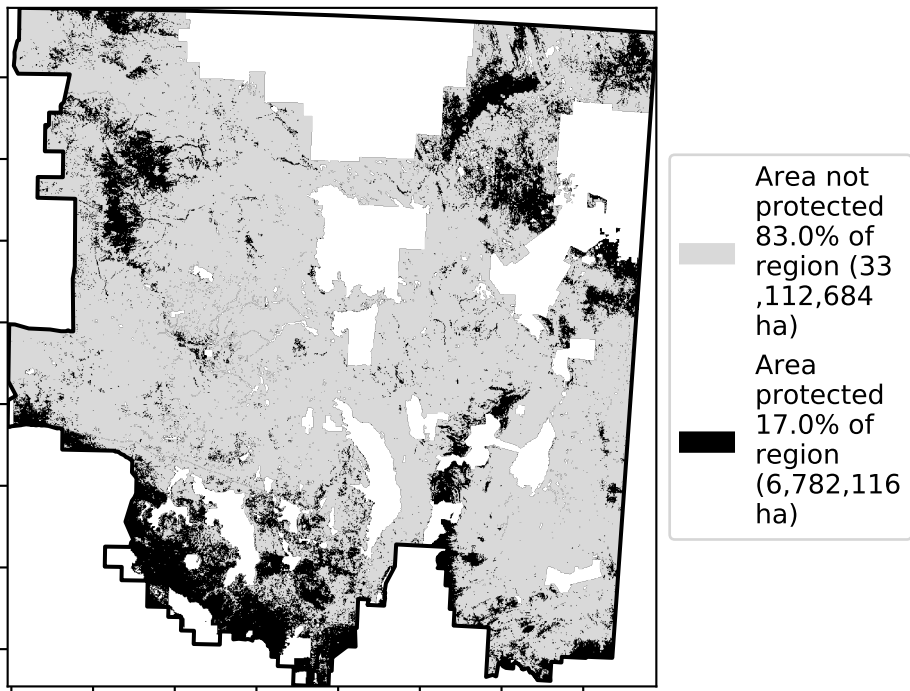 Area not
protected
83.0% of
region (33
,112,684
ha)
Area
protected
17.0% of
region
(6,782,116
ha)